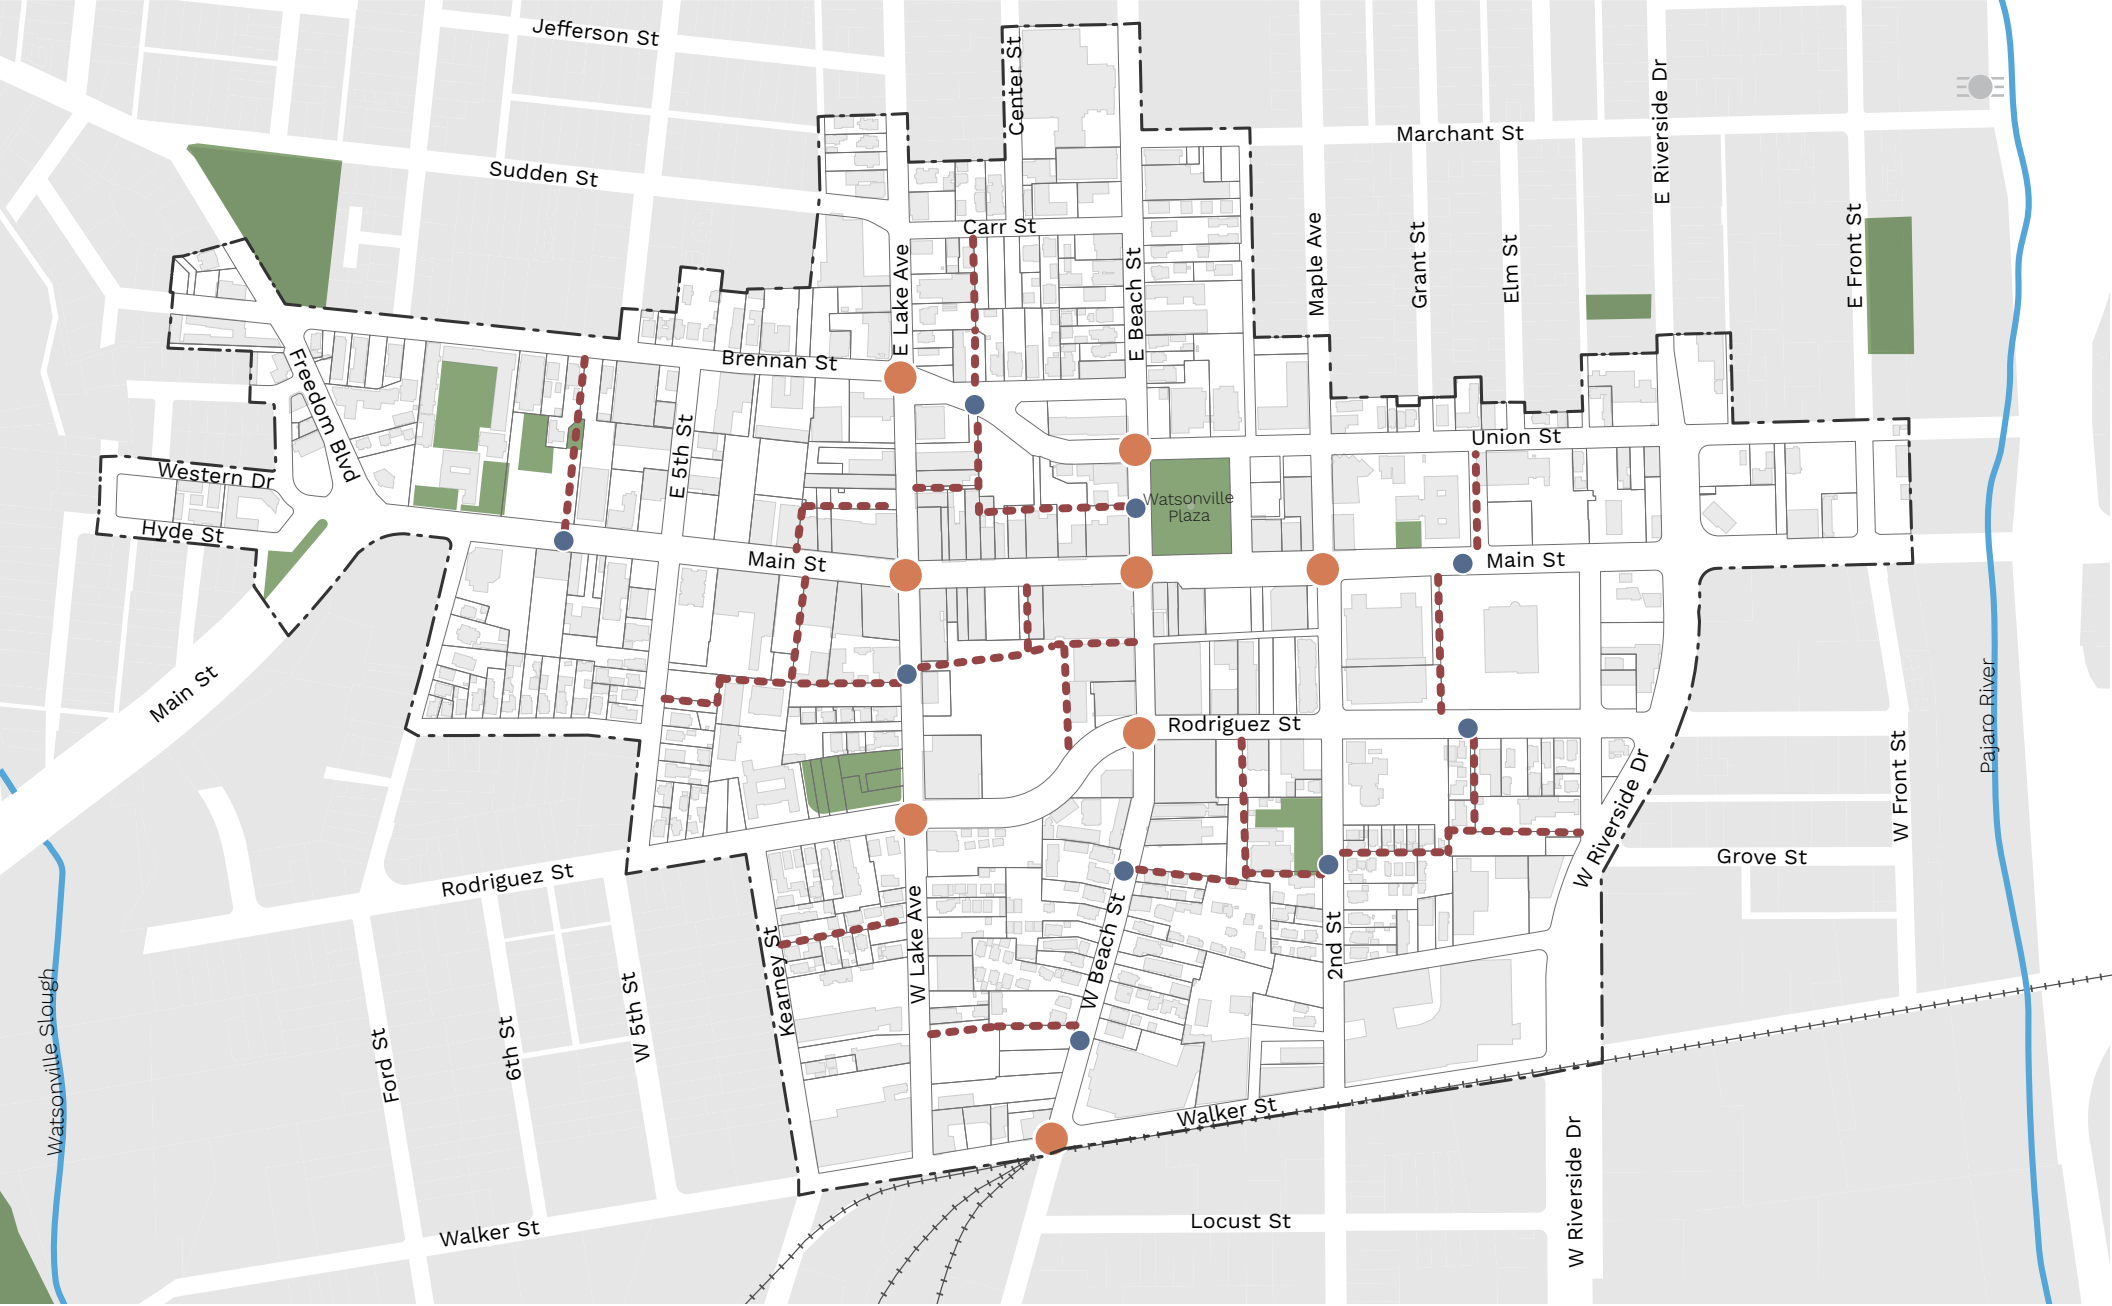 Jefferson St
Center St
E Riverside Dr
Marchant St
Sudden St
Carr St
Maple Ave
Grant St
Elm St
E Front St
E Lake Ave
E Beach St
Brennan St
Freedom Blvd
E 5th St
Union St
Western Dr
Watsonville
Plaza
Hyde St
Main St
Main St
Main St
Pajaro River
Rodriguez St
W Front St
W Riverside Dr
Grove St
Rodriguez St
W Lake Ave
W Beach St
2nd St
Kearney St
Watsonville Slough
Ford St
6th St
W 5th St
Walker St
W Riverside Dr
Walker St
Locust St